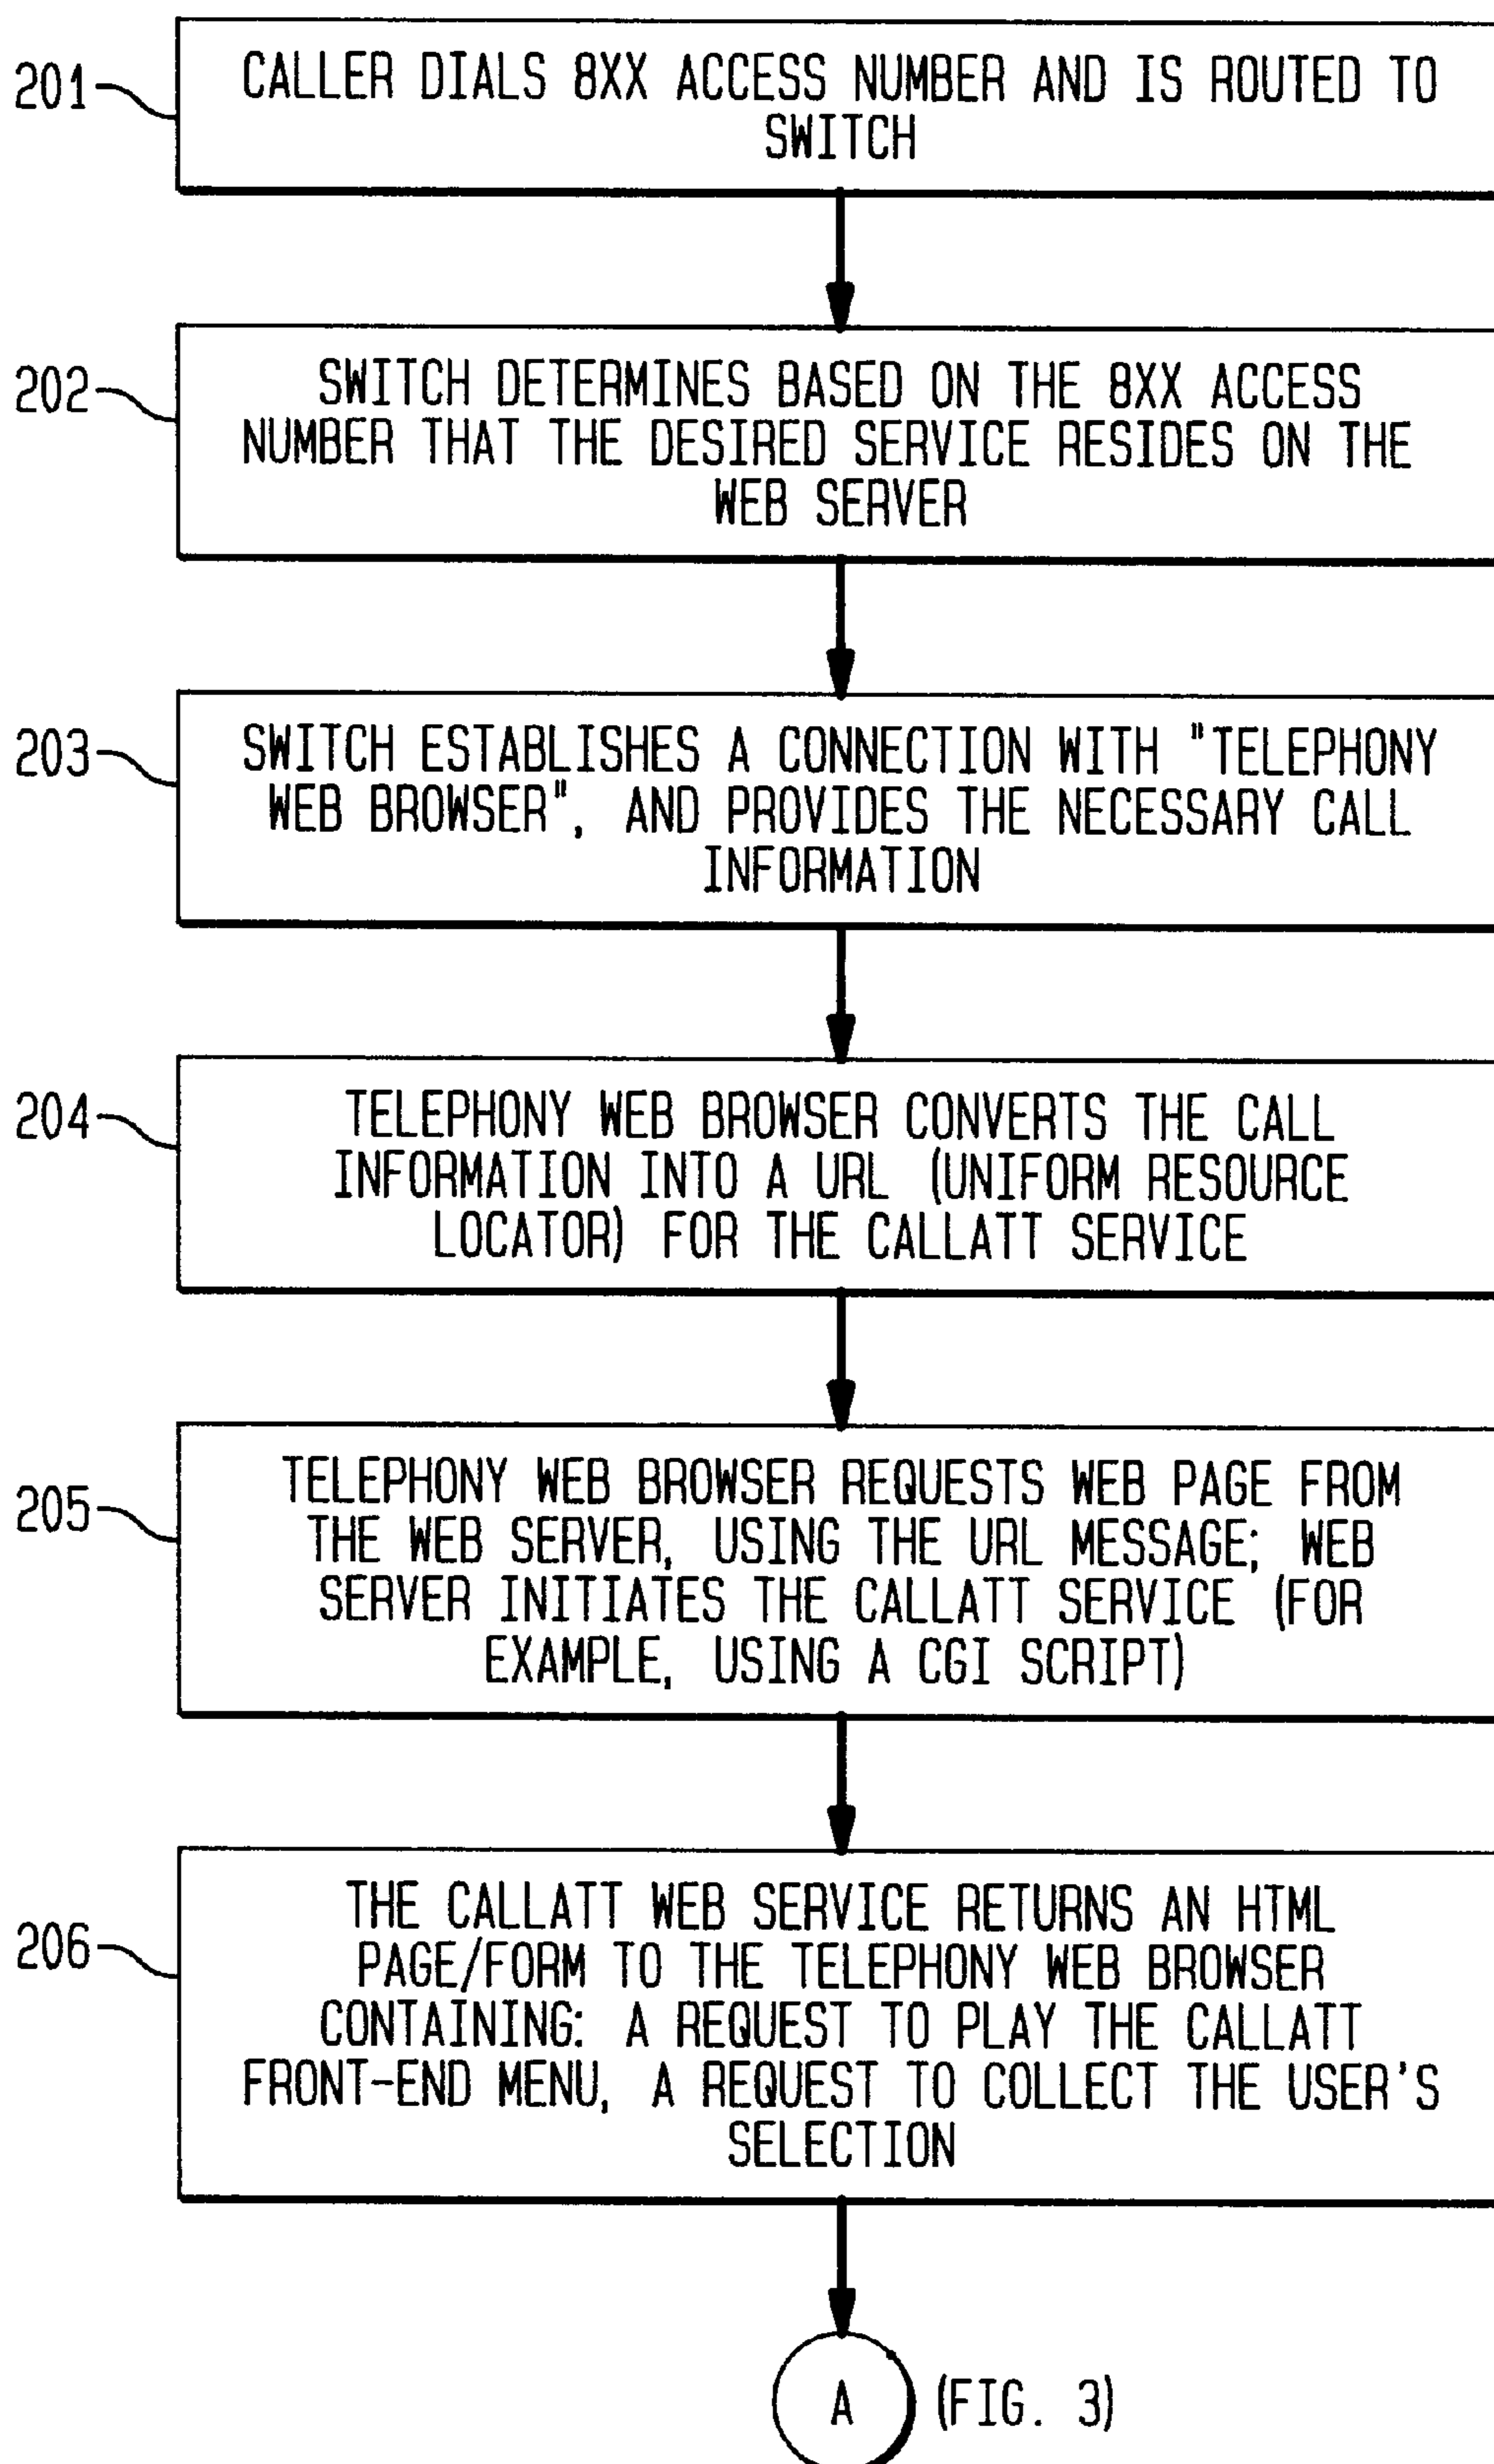 201
CALLER DIALS 8XX ACCESS NUMBER AND IS ROUTED TO
SWITCH
202
SWITCH DETERMINES BASED ON THE 8XX ACCESS
NUMBER THAT THE DESIRED SERVICE RESIDES ON THE
WEB SERVER
203
SWITCH ESTABLISHES A CONNECTION WITH "TELEPHONY
WEB BROWSER", AND PROVIDES THE NECESSARY CALL
INFORMATION
204
TELEPHONY WEB BROWSER CONVERTS THE CALL
INFORMATION INTO A URL (UNIFORM RESOURCE
LOCATOR) FOR THE CALLATT SERVICE
205
TELEPHONY WEB BROWSER REQUESTS WEB PAGE FROM
THE WEB SERVER, USING THE URL MESSAGE; WEB
SERVER INITIATES THE CALLATT SERVICE (FOR
EXAMPLE, USING A CGI SCRIPT)
206
THE CALLATT WEB SERVICE RETURNS AN HTML
PAGE/FORM TO THE TELEPHONY WEB BROWSER
CONTAINING: A REQUEST TO PLAY THE CALLATT
FRONT-END MENU, A REQUEST TO COLLECT THE USER'S
SELECTION
A (FIG. 3)